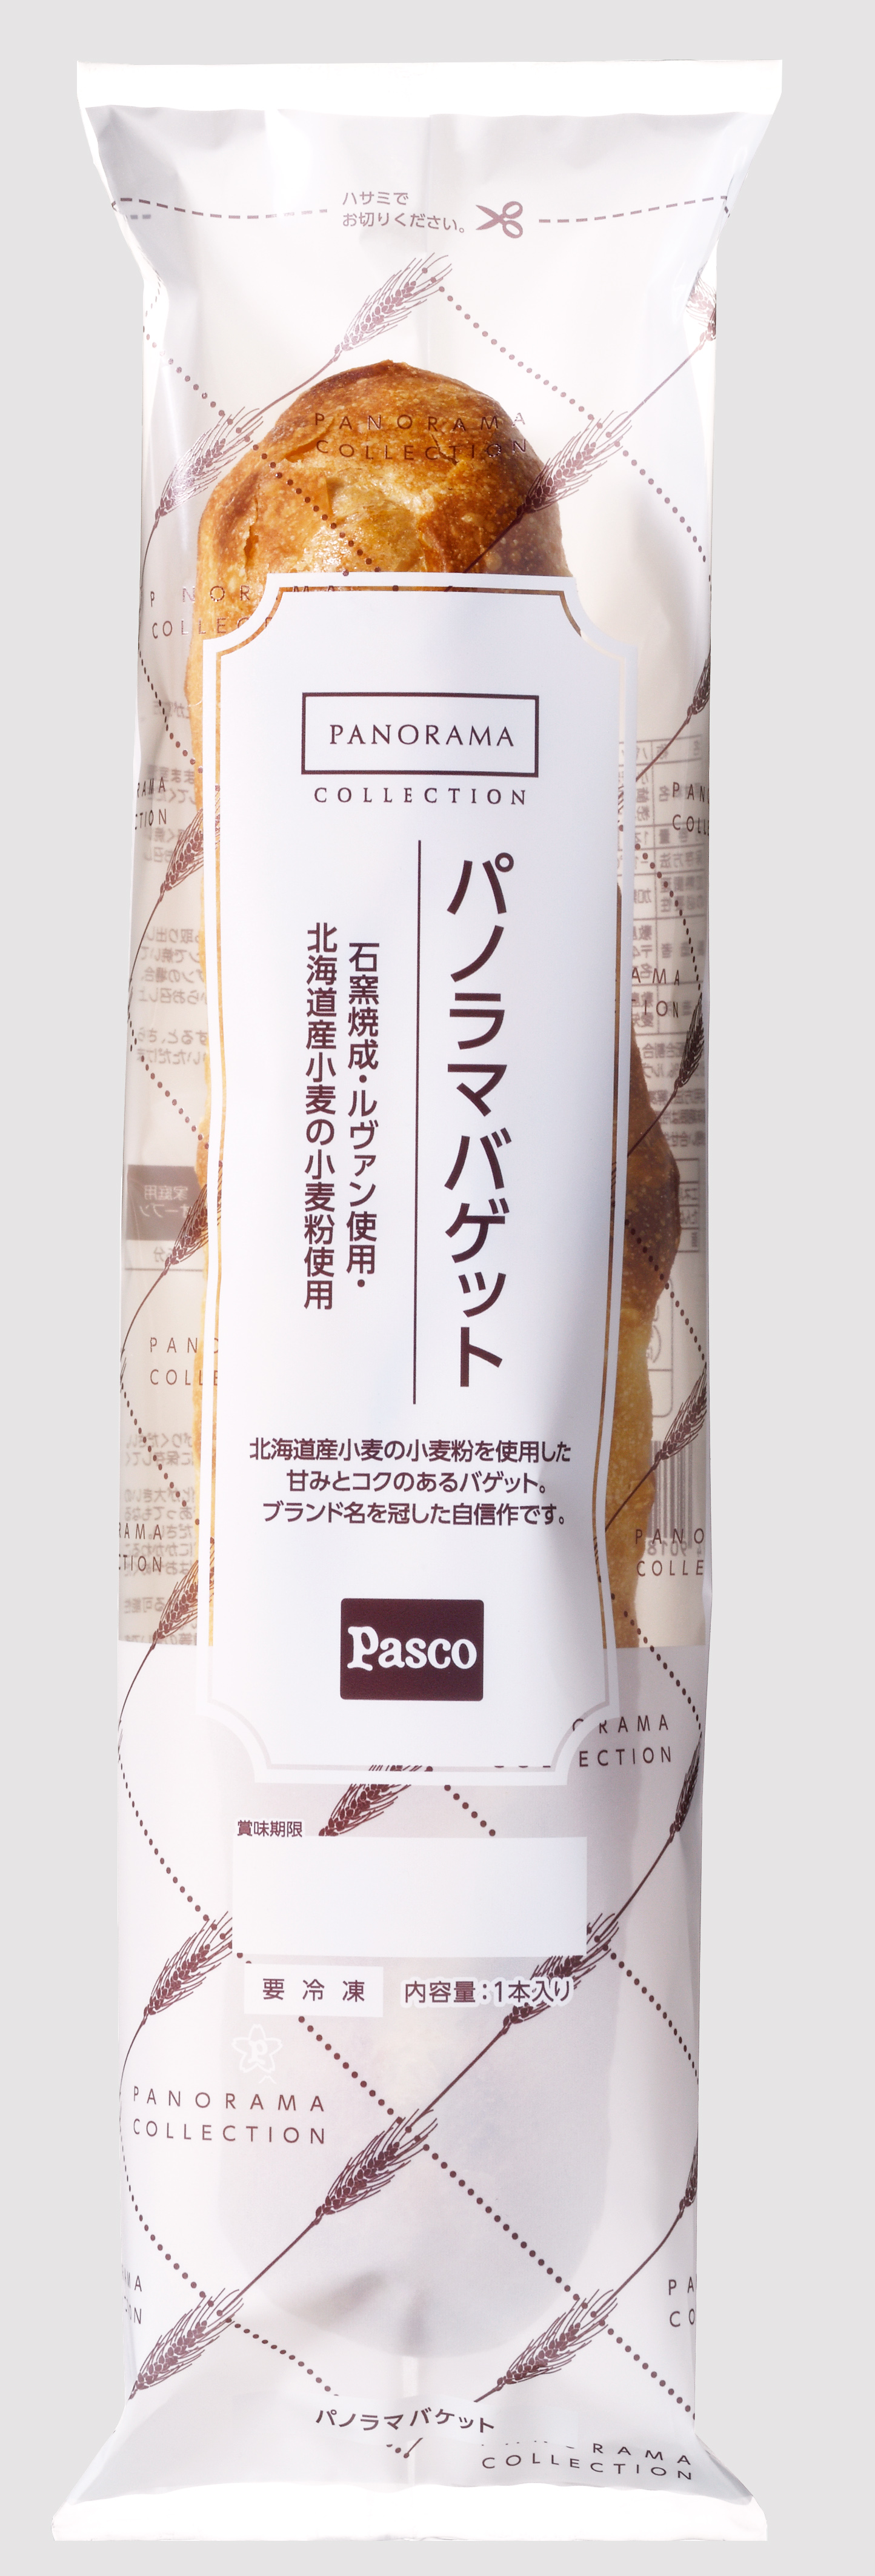 ハサミで
お切りください。
PANORAMA
COLLECTION
PANORAMA
COLLECTION
パノラマバゲット
石窯焼成・ルヴァン使用・
北海道産小麦の小麦粉使用
北海道産小麦の小麦粉を使用した
甘みとコクのあるバゲット。
ブランド名を冠した自信作です。
Pasco
賞味期限
要冷凍
内容量：1本入り
PANORAMA
COLLECTION
パノラマバゲット
COLLECTION